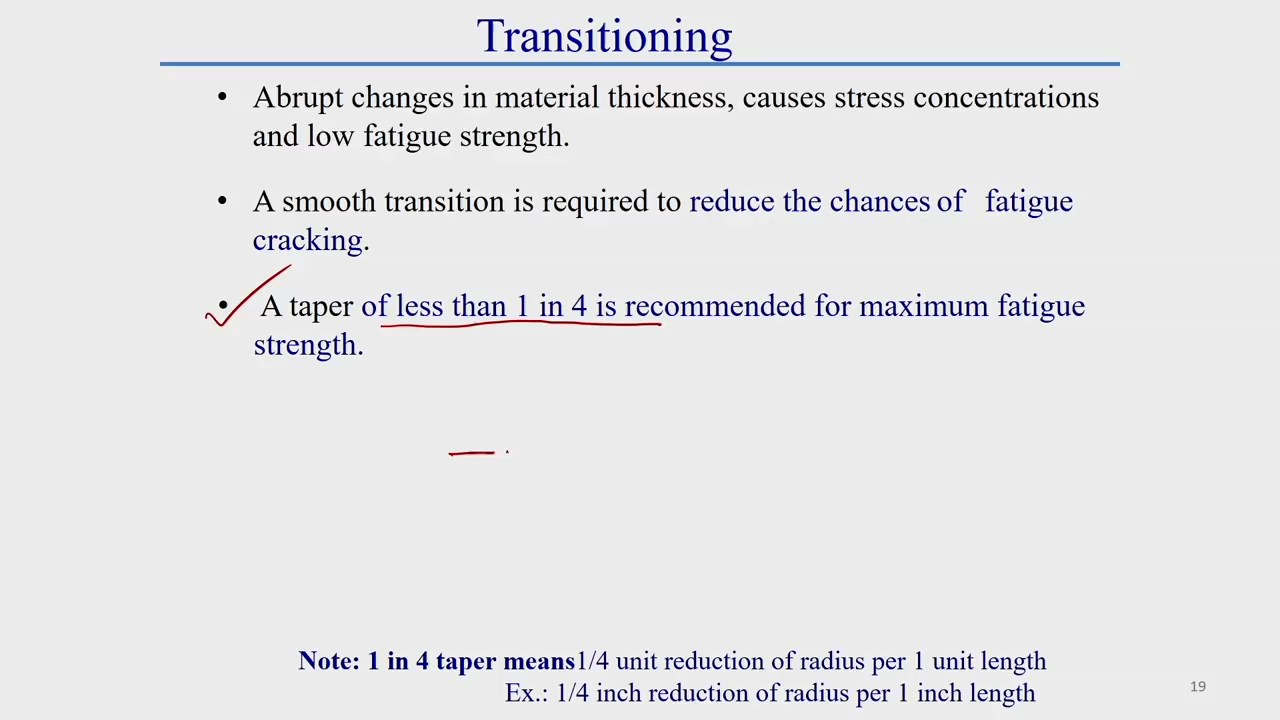 Transitioning
• Abrupt changes in material thickness, causes stress concentrations
and low fatigue strength.
• A smooth transition is required to reduce the chances of fatigue
cracking.
• A taper of less than 1 in 4 is recommended for maximum fatigue
strength.
Note: 1 in 4 taper means1/4 unit reduction of radius per 1 unit length
Ex.: 1/4 inch reduction of radius per 1 inch length
19